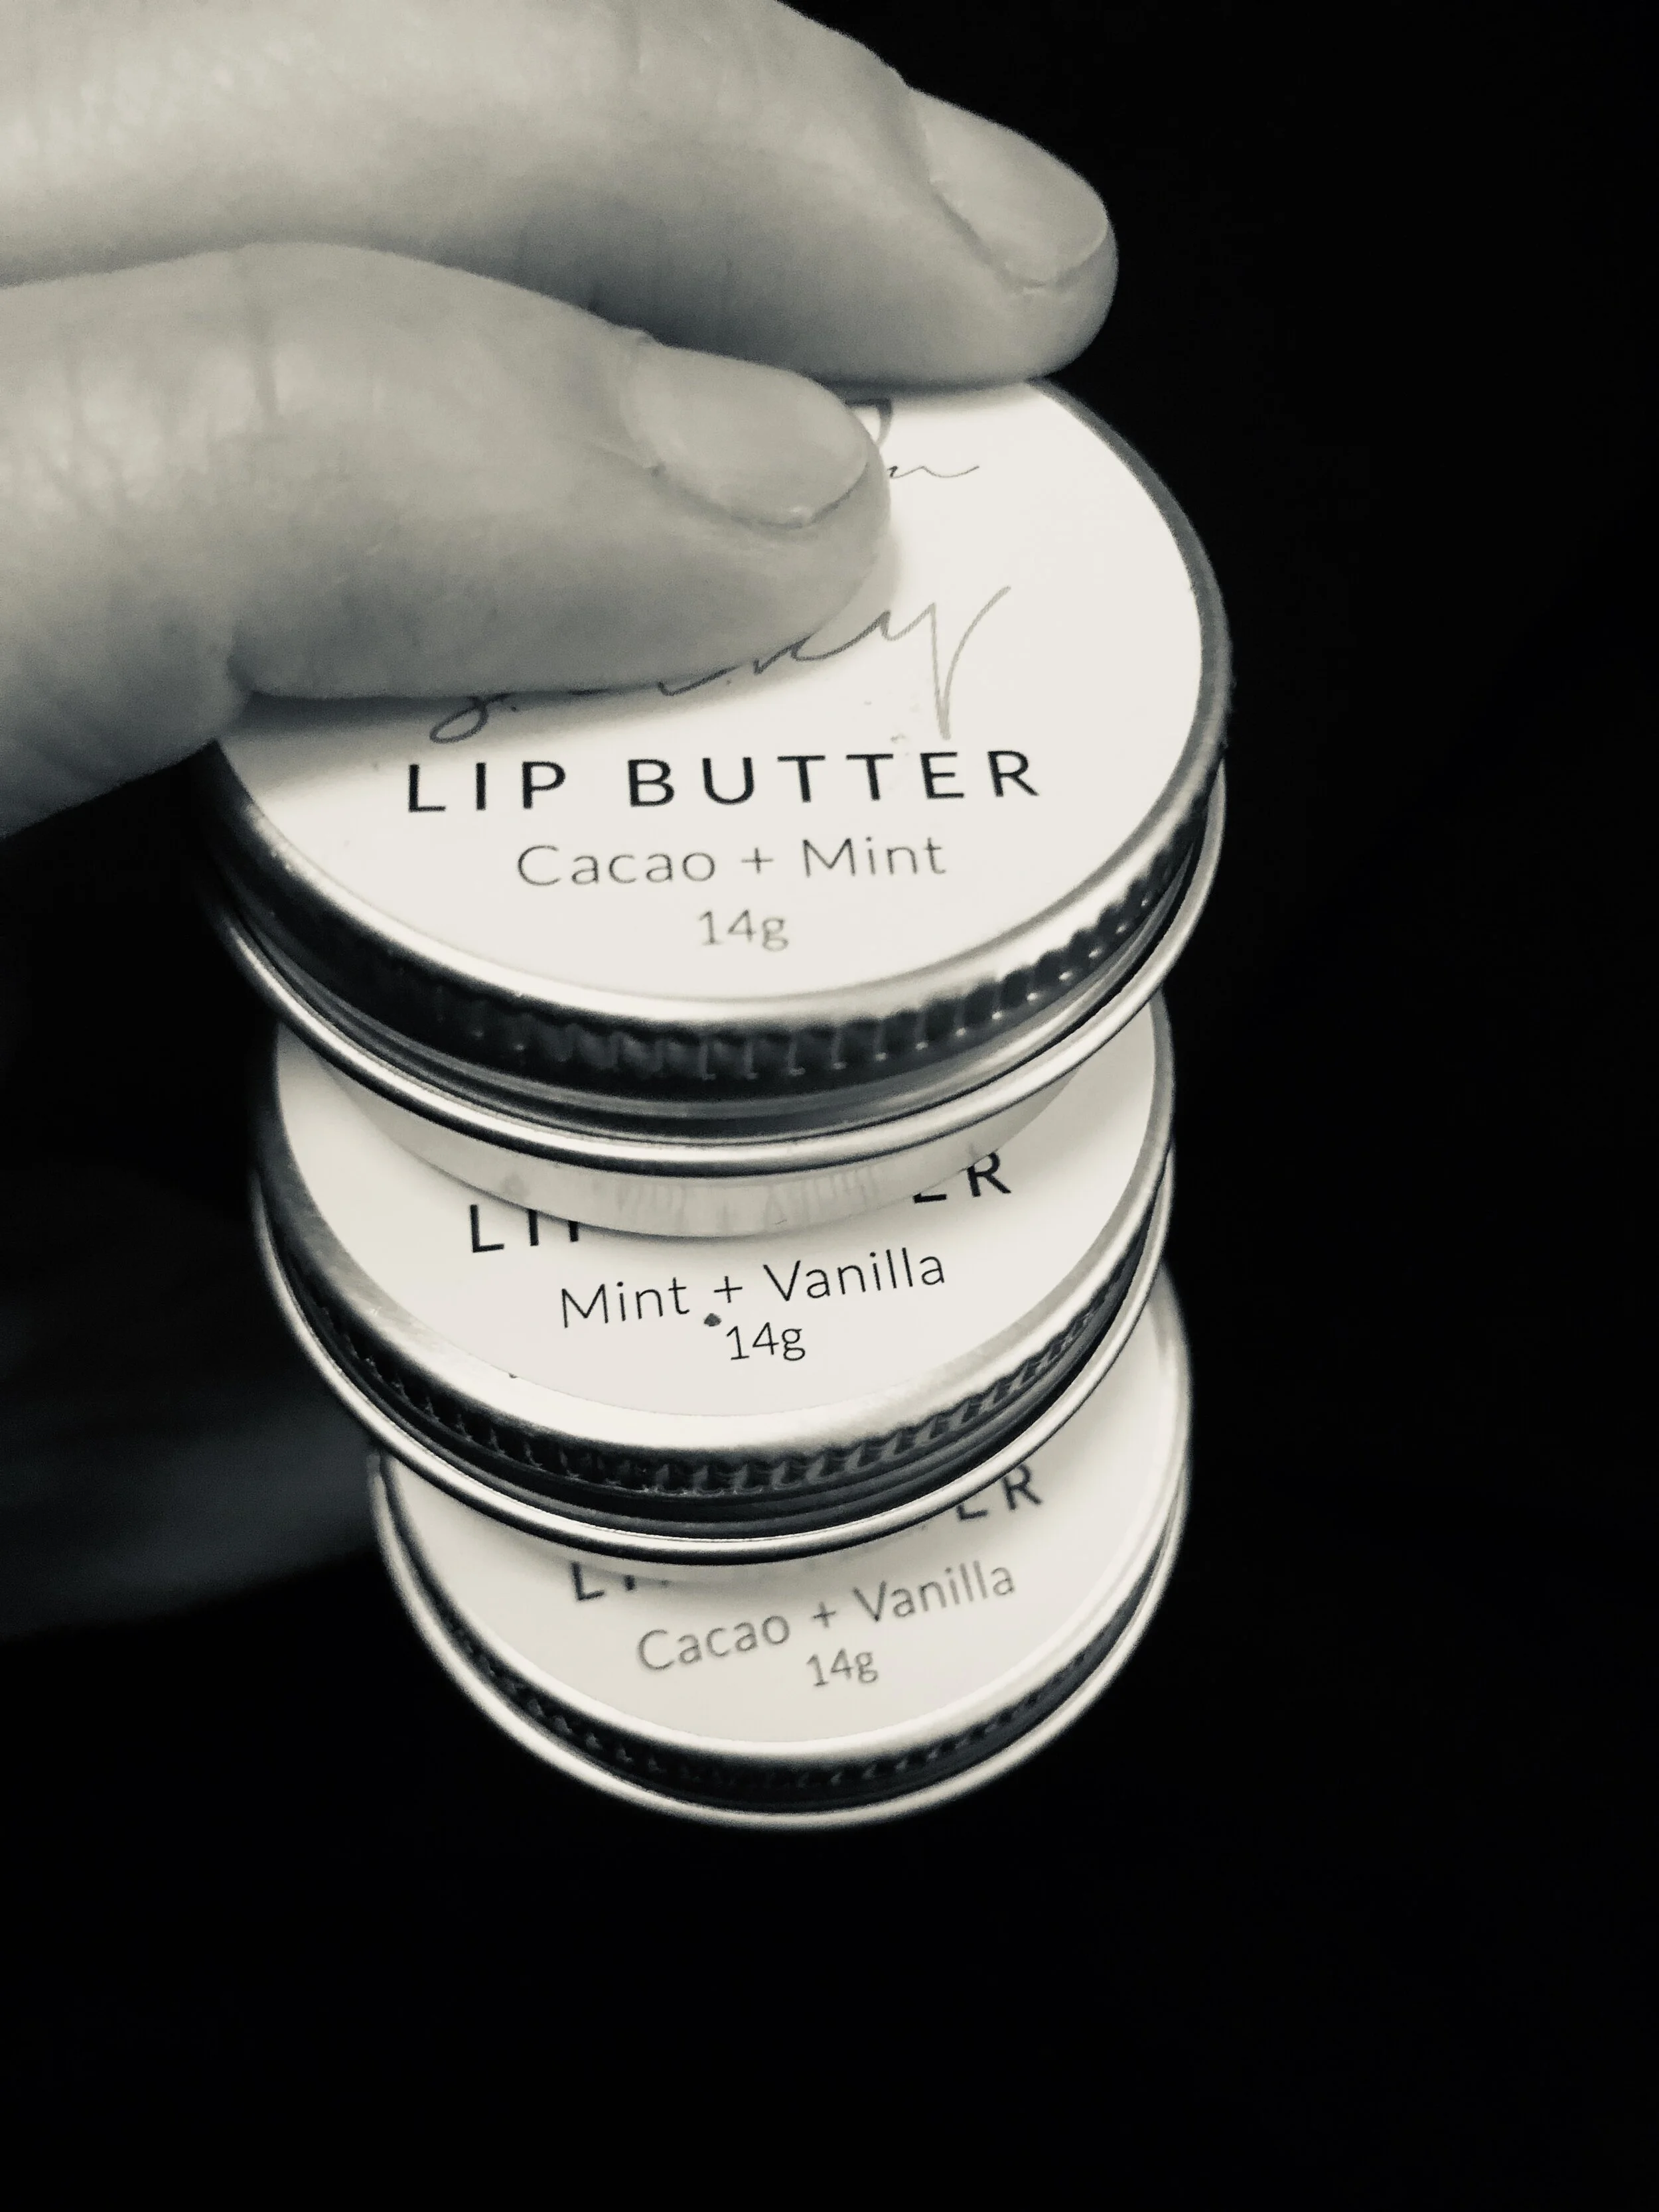 LIP BUTTER
Cacao + Mint
14g
Mint + Vanilla
14g
Cacao + Vanilla
14g